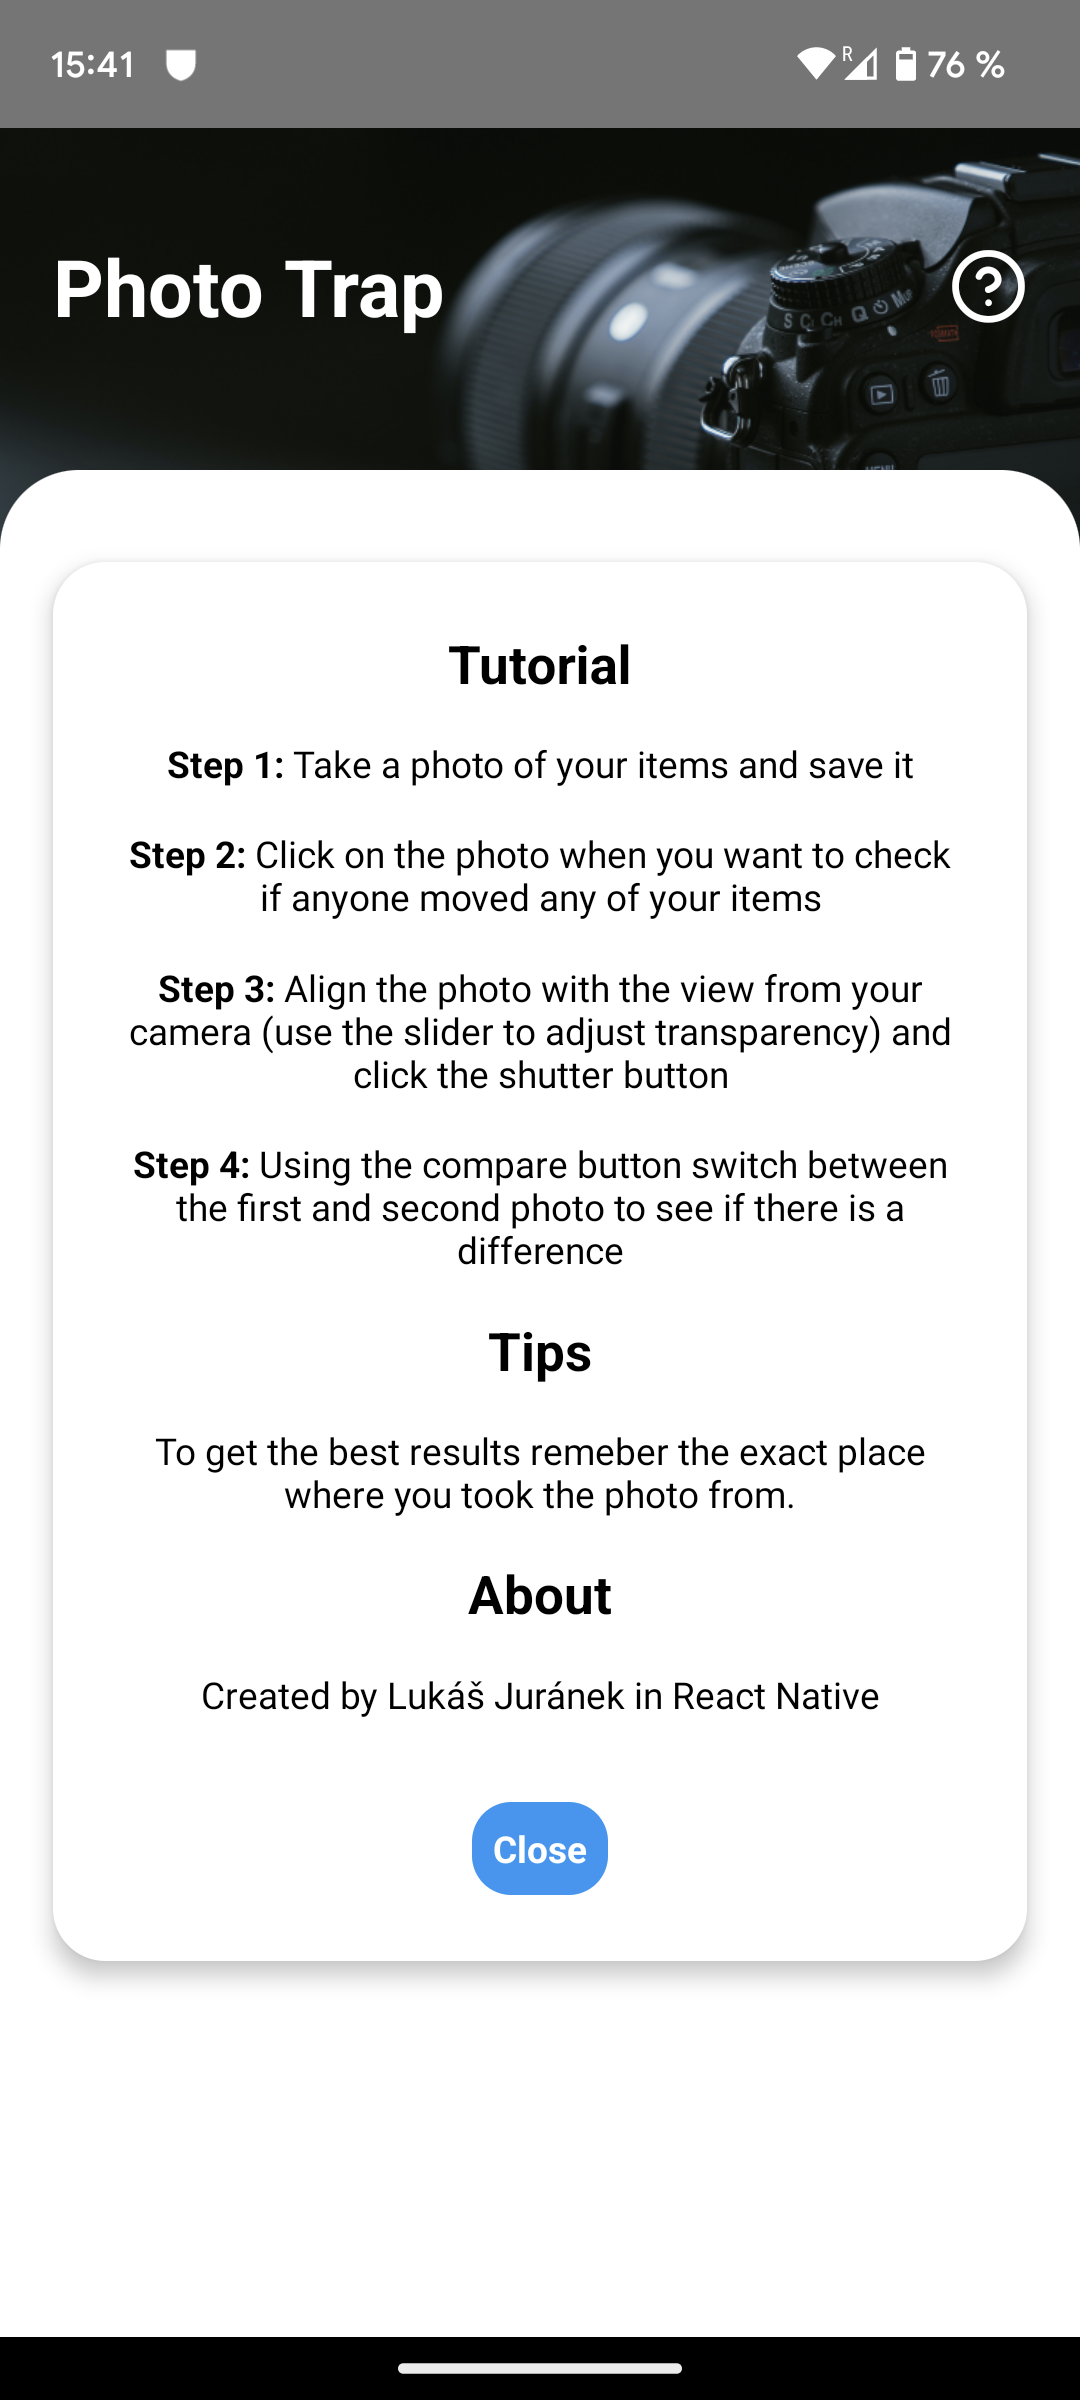 15:41
R
76 %
Photo Trap
S CL CH Q
MENU
Tutorial
Step 1: Take a photo of your items and save it
Step 2: Click on the photo when you want to check
if anyone moved any of your items
Step 3: Align the photo with the view from your
camera (use the slider to adjust transparency) and
click the shutter button
Step 4: Using the compare button switch between
the first and second photo to see if there is a
difference
Tips
To get the best results remeber the exact place
where you took the photo from.
About
Created by Lukáš Juránek in React Native
Close